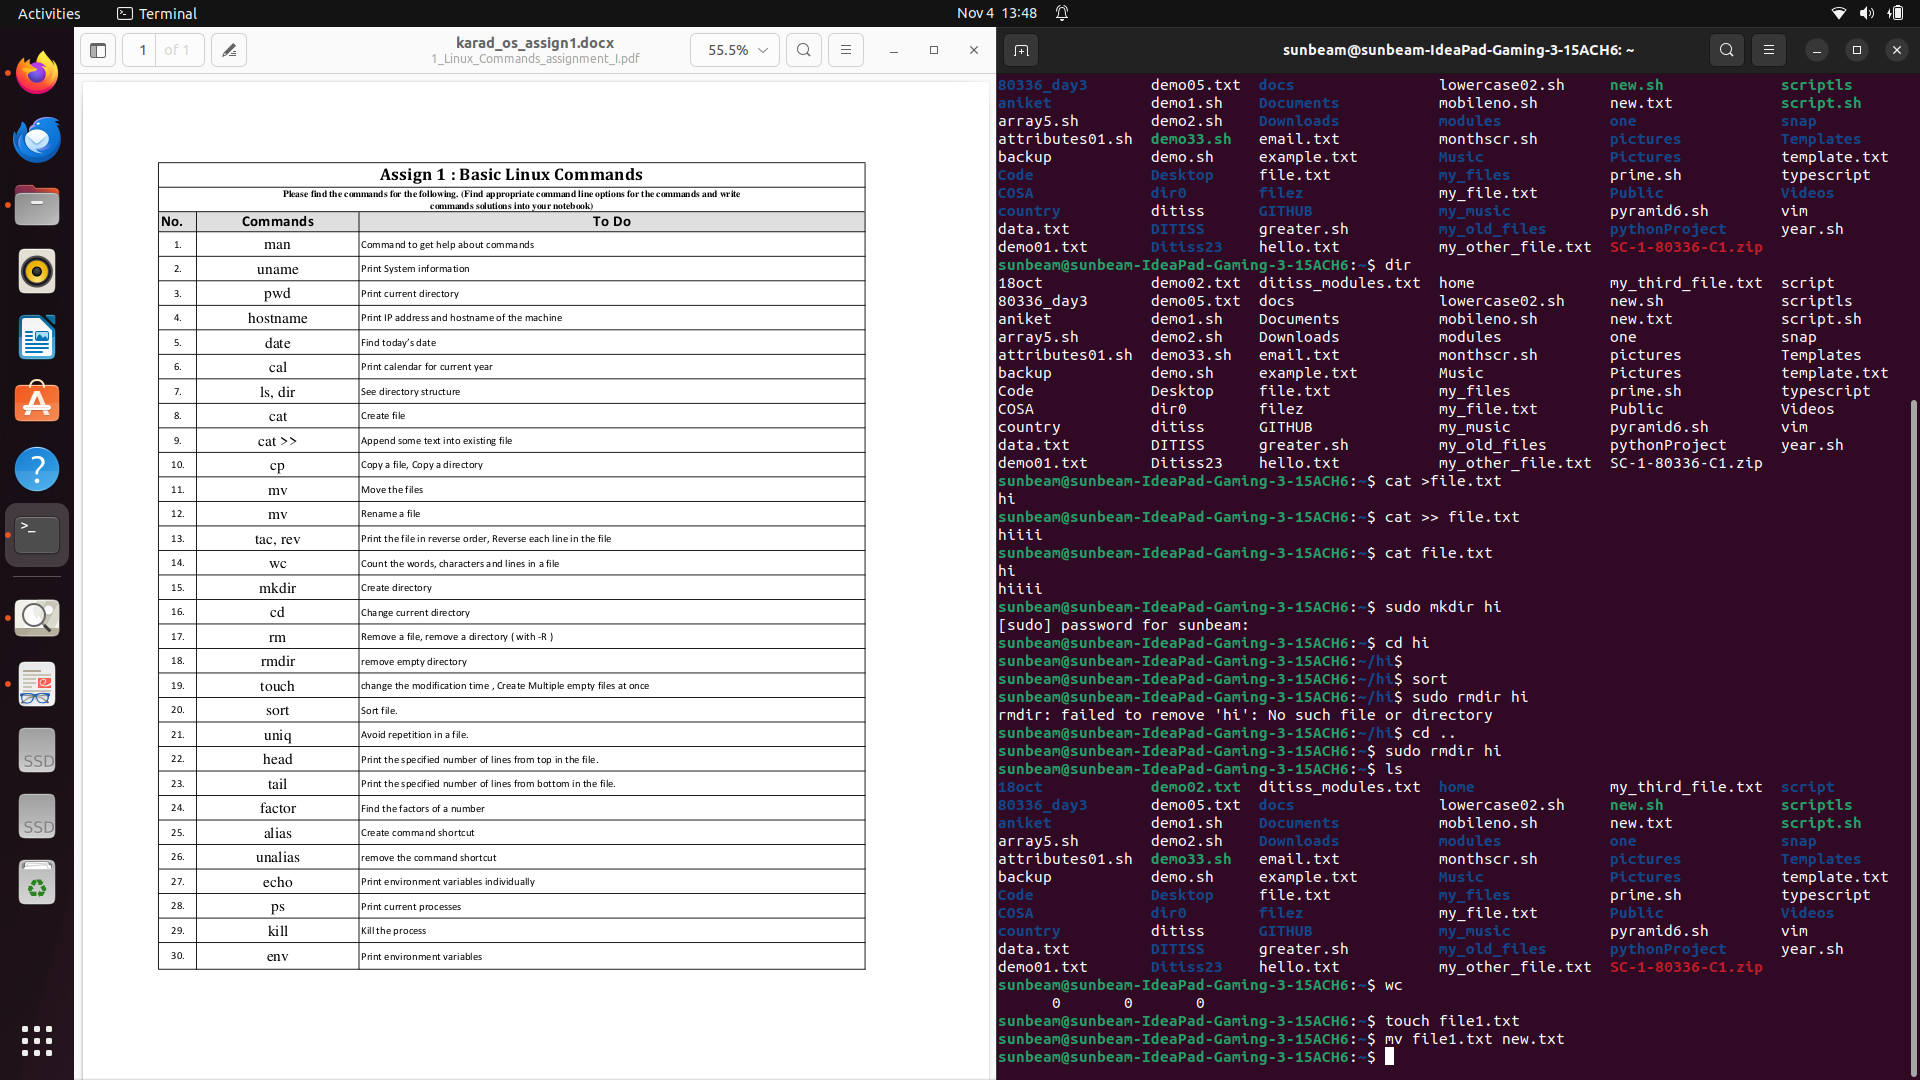 Activities
Terminal
Nov 4 13:48
1 of 1
karad_os_assign1.docx
1_Linux_Commands_assignment_I.pdf
55.5%
SSD
SSD
Assign 1 : Basic Linux Commands
Please find the commands for the following. (Find appropriate command line options for the commands and write
commands solutions into your notebook)
No. Commands To Do
1. man Command to get help about commands
2. uname Print System information
3. pwd Print current directory
4. hostname Print IP address and hostname of the machine
5. date Find today's date
6. cal Print calendar for current year
7. ls, dir See directory structure
8. cat Create file
9. cat >> Append some text into existing file
10. cp Copy a file, Copy a directory
11. mv Move the files
12. mv Rename a file
13. tac, rev Print the file in reverse order, Reverse each line in the file
14. wc Count the words, characters and lines in a file
15. mkdir Create directory
16. cd Change current directory
17. rm Remove a file, remove a directory ( with -R )
18. rmdir remove empty directory
19. touch change the modification time , Create Multiple empty files at once
20. sort Sort file.
21. uniq Avoid repetition in a file.
22. head Print the specified number of lines from top in the file.
23. tail Print the specified number of lines from bottom in the file.
24. factor Find the factors of a number
25. alias Create command shortcut
26. unalias remove the command shortcut
27. echo Print environment variables individually
28. ps Print current processes
29. kill Kill the process
30. env Print environment variables
sunbeam@sunbeam-IdeaPad-Gaming-3-15ACH6: ~
80336_day3 demo05.txt docs lowercase02.sh new.sh scriptls
aniket demo1.sh Documents mobileno.sh new.txt script.sh
array5.sh demo2.sh Downloads modules one snap
attributes01.sh demo33.sh email.txt monthscr.sh pictures Templates
backup demo.sh example.txt Music Pictures template.txt
Code Desktop file.txt my_files prime.sh typescript
COSA dir0 filez my_file.txt Public Videos
country ditiss GITHUB my_music pyramid6.sh vim
data.txt DITISS greater.sh my_old_files pythonProject year.sh
demo01.txt Ditiss23 hello.txt my_other_file.txt SC-1-80336-C1.zip
sunbeam@sunbeam-IdeaPad-Gaming-3-15ACH6:~$ dir
18oct demo02.txt ditiss_modules.txt home my_third_file.txt script
80336_day3 demo05.txt docs lowercase02.sh new.sh scriptls
aniket demo1.sh Documents mobileno.sh new.txt script.sh
array5.sh demo2.sh Downloads modules one snap
attributes01.sh demo33.sh email.txt monthscr.sh pictures Templates
backup demo.sh example.txt Music Pictures template.txt
Code Desktop file.txt my_files prime.sh typescript
COSA dir0 filez my_file.txt Public Videos
country ditiss GITHUB my_music pyramid6.sh vim
data.txt DITISS greater.sh my_old_files pythonProject year.sh
demo01.txt Ditiss23 hello.txt my_other_file.txt SC-1-80336-C1.zip
sunbeam@sunbeam-IdeaPad-Gaming-3-15ACH6:~$ cat >file.txt
hi
sunbeam@sunbeam-IdeaPad-Gaming-3-15ACH6:~$ cat >> file.txt
hiiii
sunbeam@sunbeam-IdeaPad-Gaming-3-15ACH6:~$ cat file.txt
hi
hiiii
sunbeam@sunbeam-IdeaPad-Gaming-3-15ACH6:~$ sudo mkdir hi
[sudo] password for sunbeam:
sunbeam@sunbeam-IdeaPad-Gaming-3-15ACH6:~$ cd hi
sunbeam@sunbeam-IdeaPad-Gaming-3-15ACH6:~/hi$
sunbeam@sunbeam-IdeaPad-Gaming-3-15ACH6:~/hi$ sort
sunbeam@sunbeam-IdeaPad-Gaming-3-15ACH6:~/hi$ sudo rmdir hi
rmdir: failed to remove 'hi': No such file or directory
sunbeam@sunbeam-IdeaPad-Gaming-3-15ACH6:~/hi$ cd ..
sunbeam@sunbeam-IdeaPad-Gaming-3-15ACH6:~$ sudo rmdir hi
sunbeam@sunbeam-IdeaPad-Gaming-3-15ACH6:~$ ls
18oct demo02.txt ditiss_modules.txt home my_third_file.txt script
80336_day3 demo05.txt docs lowercase02.sh new.sh scriptls
aniket demo1.sh Documents mobileno.sh new.txt script.sh
array5.sh demo2.sh Downloads modules one snap
attributes01.sh demo33.sh email.txt monthscr.sh pictures Templates
backup demo.sh example.txt Music Pictures template.txt
Code Desktop file.txt my_files prime.sh typescript
COSA dir0 filez my_file.txt Public Videos
country ditiss GITHUB my_music pyramid6.sh vim
data.txt DITISS greater.sh my_old_files pythonProject year.sh
demo01.txt Ditiss23 hello.txt my_other_file.txt SC-1-80336-C1.zip
sunbeam@sunbeam-IdeaPad-Gaming-3-15ACH6:~$ wc
0 0 0
sunbeam@sunbeam-IdeaPad-Gaming-3-15ACH6:~$ touch file1.txt
sunbeam@sunbeam-IdeaPad-Gaming-3-15ACH6:~$ mv file1.txt new.txt
sunbeam@sunbeam-IdeaPad-Gaming-3-15ACH6:~$